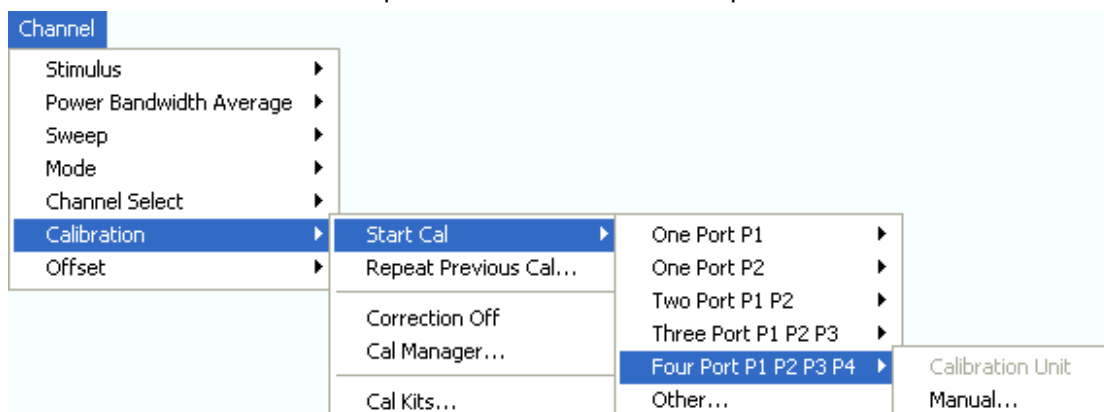 Channel
Stimulus
Power Bandwidth Average
Sweep
Mode
Channel Select
Calibration
Offset
Start Cal
Repeat Previous Cal...
Correction Off
Cal Manager...
Cal Kits...
One Port P1
One Port P2
Two Port P1 P2
Three Port P1 P2 P3
Four Port P1 P2 P3 P4
Other...
Calibration Unit
Manual...